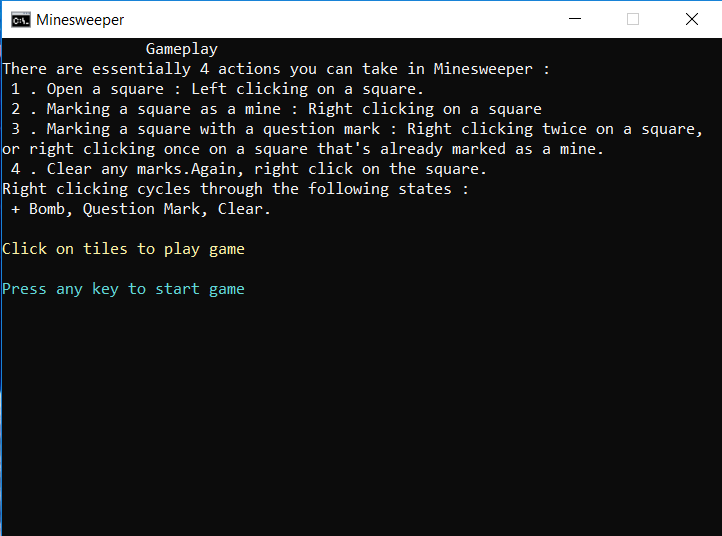 Minesweeper
Gameplay
There are essentially 4 actions you can take in Minesweeper :
1 . Open a square : Left clicking on a square.
2 . Marking a square as a mine : Right clicking on a square
3 . Marking a square with a question mark : Right clicking twice on a square,
or right clicking once on a square that's already marked as a mine.
4 . Clear any marks.Again, right click on the square.
Right clicking cycles through the following states :
+ Bomb, Question Mark, Clear.
Click on tiles to play game
Press any key to start game